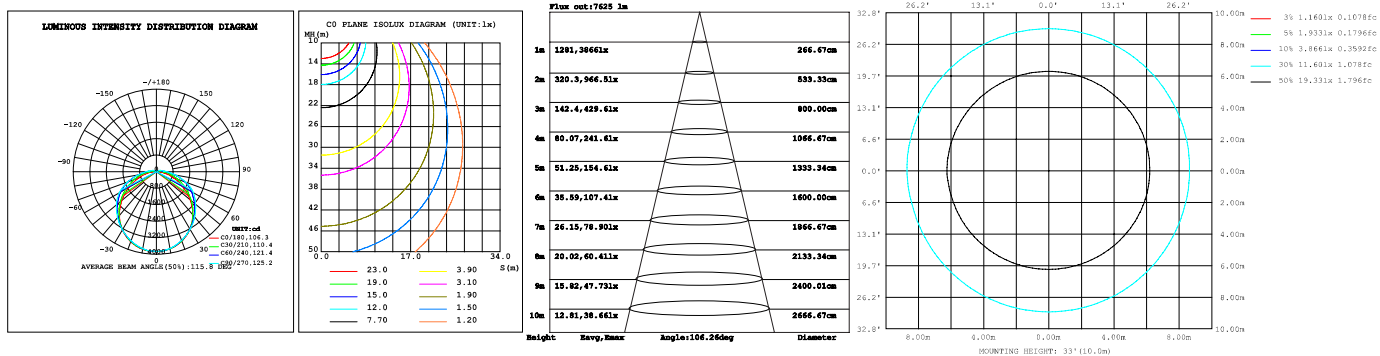 LUMINOUS INTENSITY DISTRIBUTION DIAGRAM
-/+180
-150
150
-120
120
-90
90
-60
60
-30
30
0
0
800
1600
2400
3200
4000
UNIT:cd
C0/180,106.3
C30/210,110.4
C60/240,121.4
C90/270,125.2
AVERAGE BEAM ANGLE(50%):115.8 DEG
C0 PLANE ISOLUX DIAGRAM (UNIT:lx)
MH(m)
10
14
18
22
26
30
34
38
42
46
50
0.0
17.0
34.0
S(m)
23.0
3.90
19.0
3.10
15.0
1.90
12.0
1.50
7.70
1.20
Flux out:7625 lm
1m 1281,3866lx 266.67cm
2m 320.3,966.5lx 533.33cm
3m 142.4,429.6lx 800.00cm
4m 80.07,241.6lx 1066.67cm
5m 51.25,154.6lx 1333.34cm
6m 35.59,107.4lx 1600.00cm
7m 26.15,78.90lx 1866.67cm
8m 20.02,60.41lx 2133.34cm
9m 15.82,47.73lx 2400.01cm
10m 12.81,38.66lx 2666.67cm
Height Eavg,Emax Angle:106.26deg Diameter
26.2' 13.1' 0.0' 13.1' 26.2'
32.8' 10.00m
26.2' 8.00m
19.7' 6.00m
13.1' 4.00m
6.6' 2.00m
0.0' 0.00m
6.6' 2.00m
13.1' 4.00m
19.7' 6.00m
26.2' 8.00m
32.8' 10.00m
8.00m 4.00m 0.00m 4.00m 8.00m
MOUNTING HEIGHT: 33'(10.0m)
3% 1.160lx 0.1078fc
5% 1.933lx 0.1796fc
10% 3.866lx 0.3592fc
30% 11.60lx 1.078fc
50% 19.33lx 1.796fc